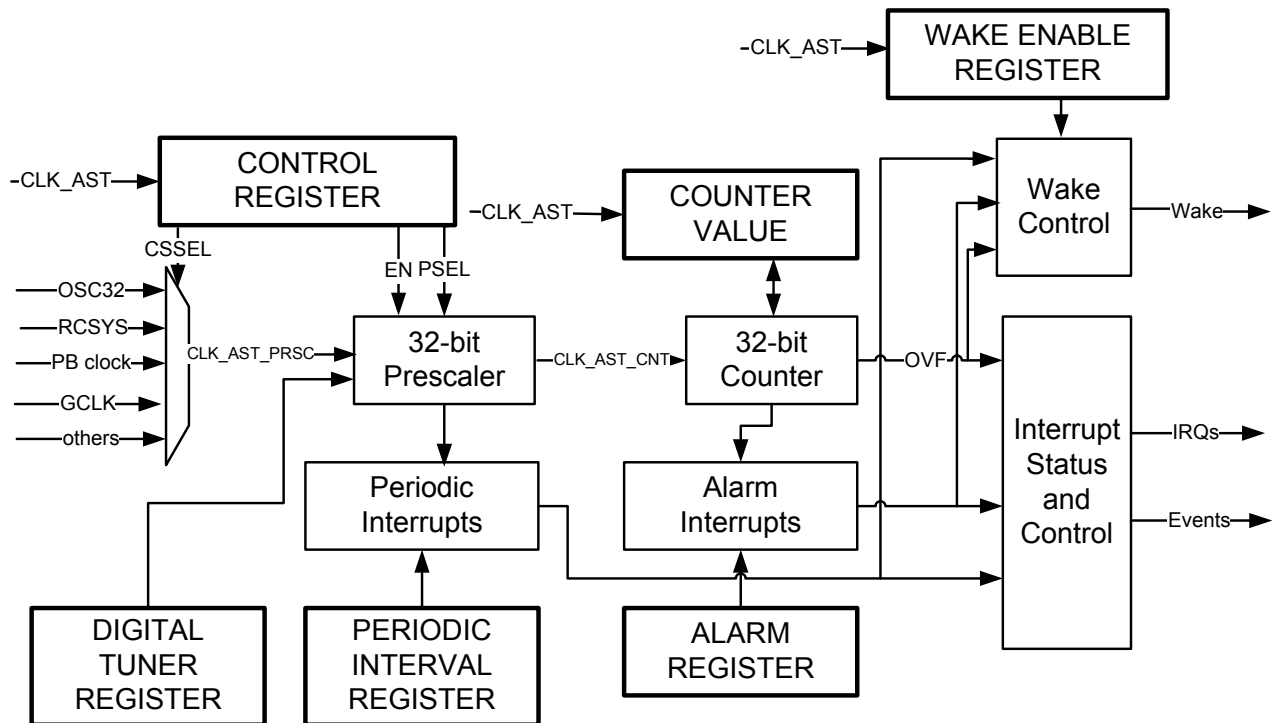 CLK_AST
WAKE ENABLE
REGISTER
CLK_AST
CONTROL
REGISTER
CLK_AST
COUNTER
VALUE
Wake
Control
Wake
CSSEL
EN
PSEL
OSC32
RCSYS
PB clock
GCLK
others
CLK_AST_PRSC
32-bit
Prescaler
CLK_AST_CNT
32-bit
Counter
OVF
Interrupt
Status
and
Control
IRQs
Events
Periodic
Interrupts
Alarm
Interrupts
DIGITAL
TUNER
REGISTER
PERIODIC
INTERVAL
REGISTER
ALARM
REGISTER